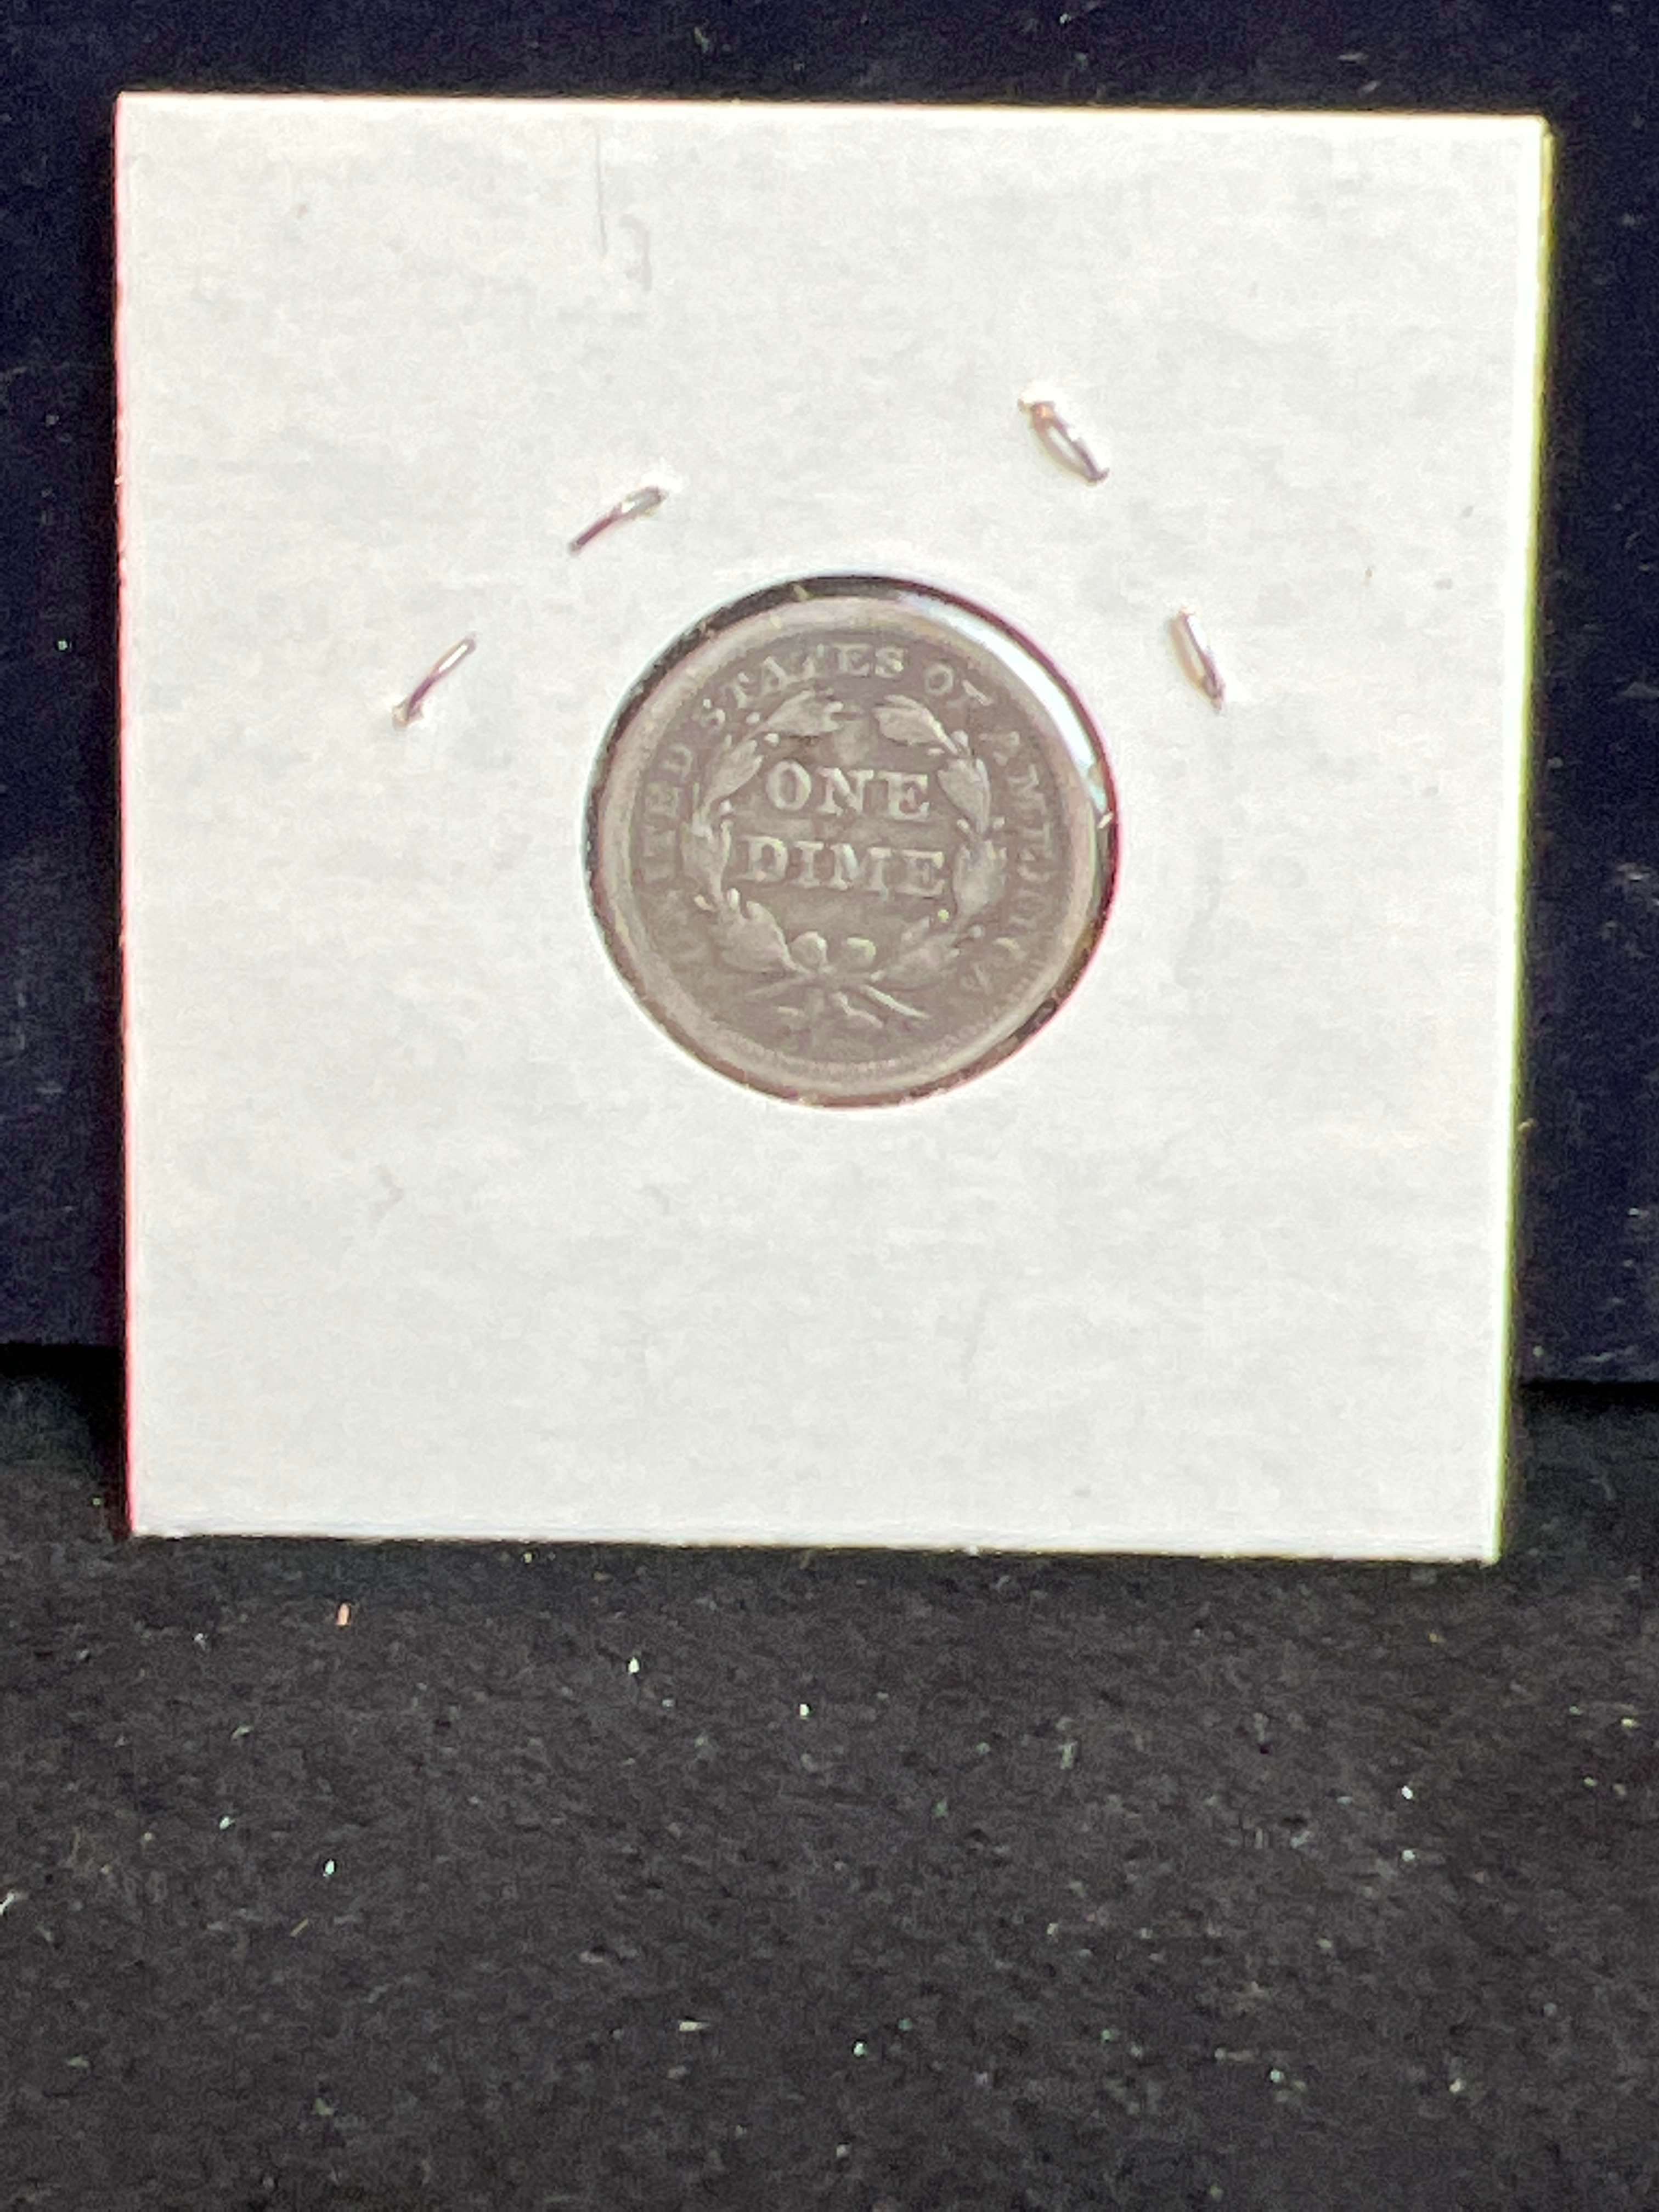 UNITED STATES OF AMERICA
ONE
DIME